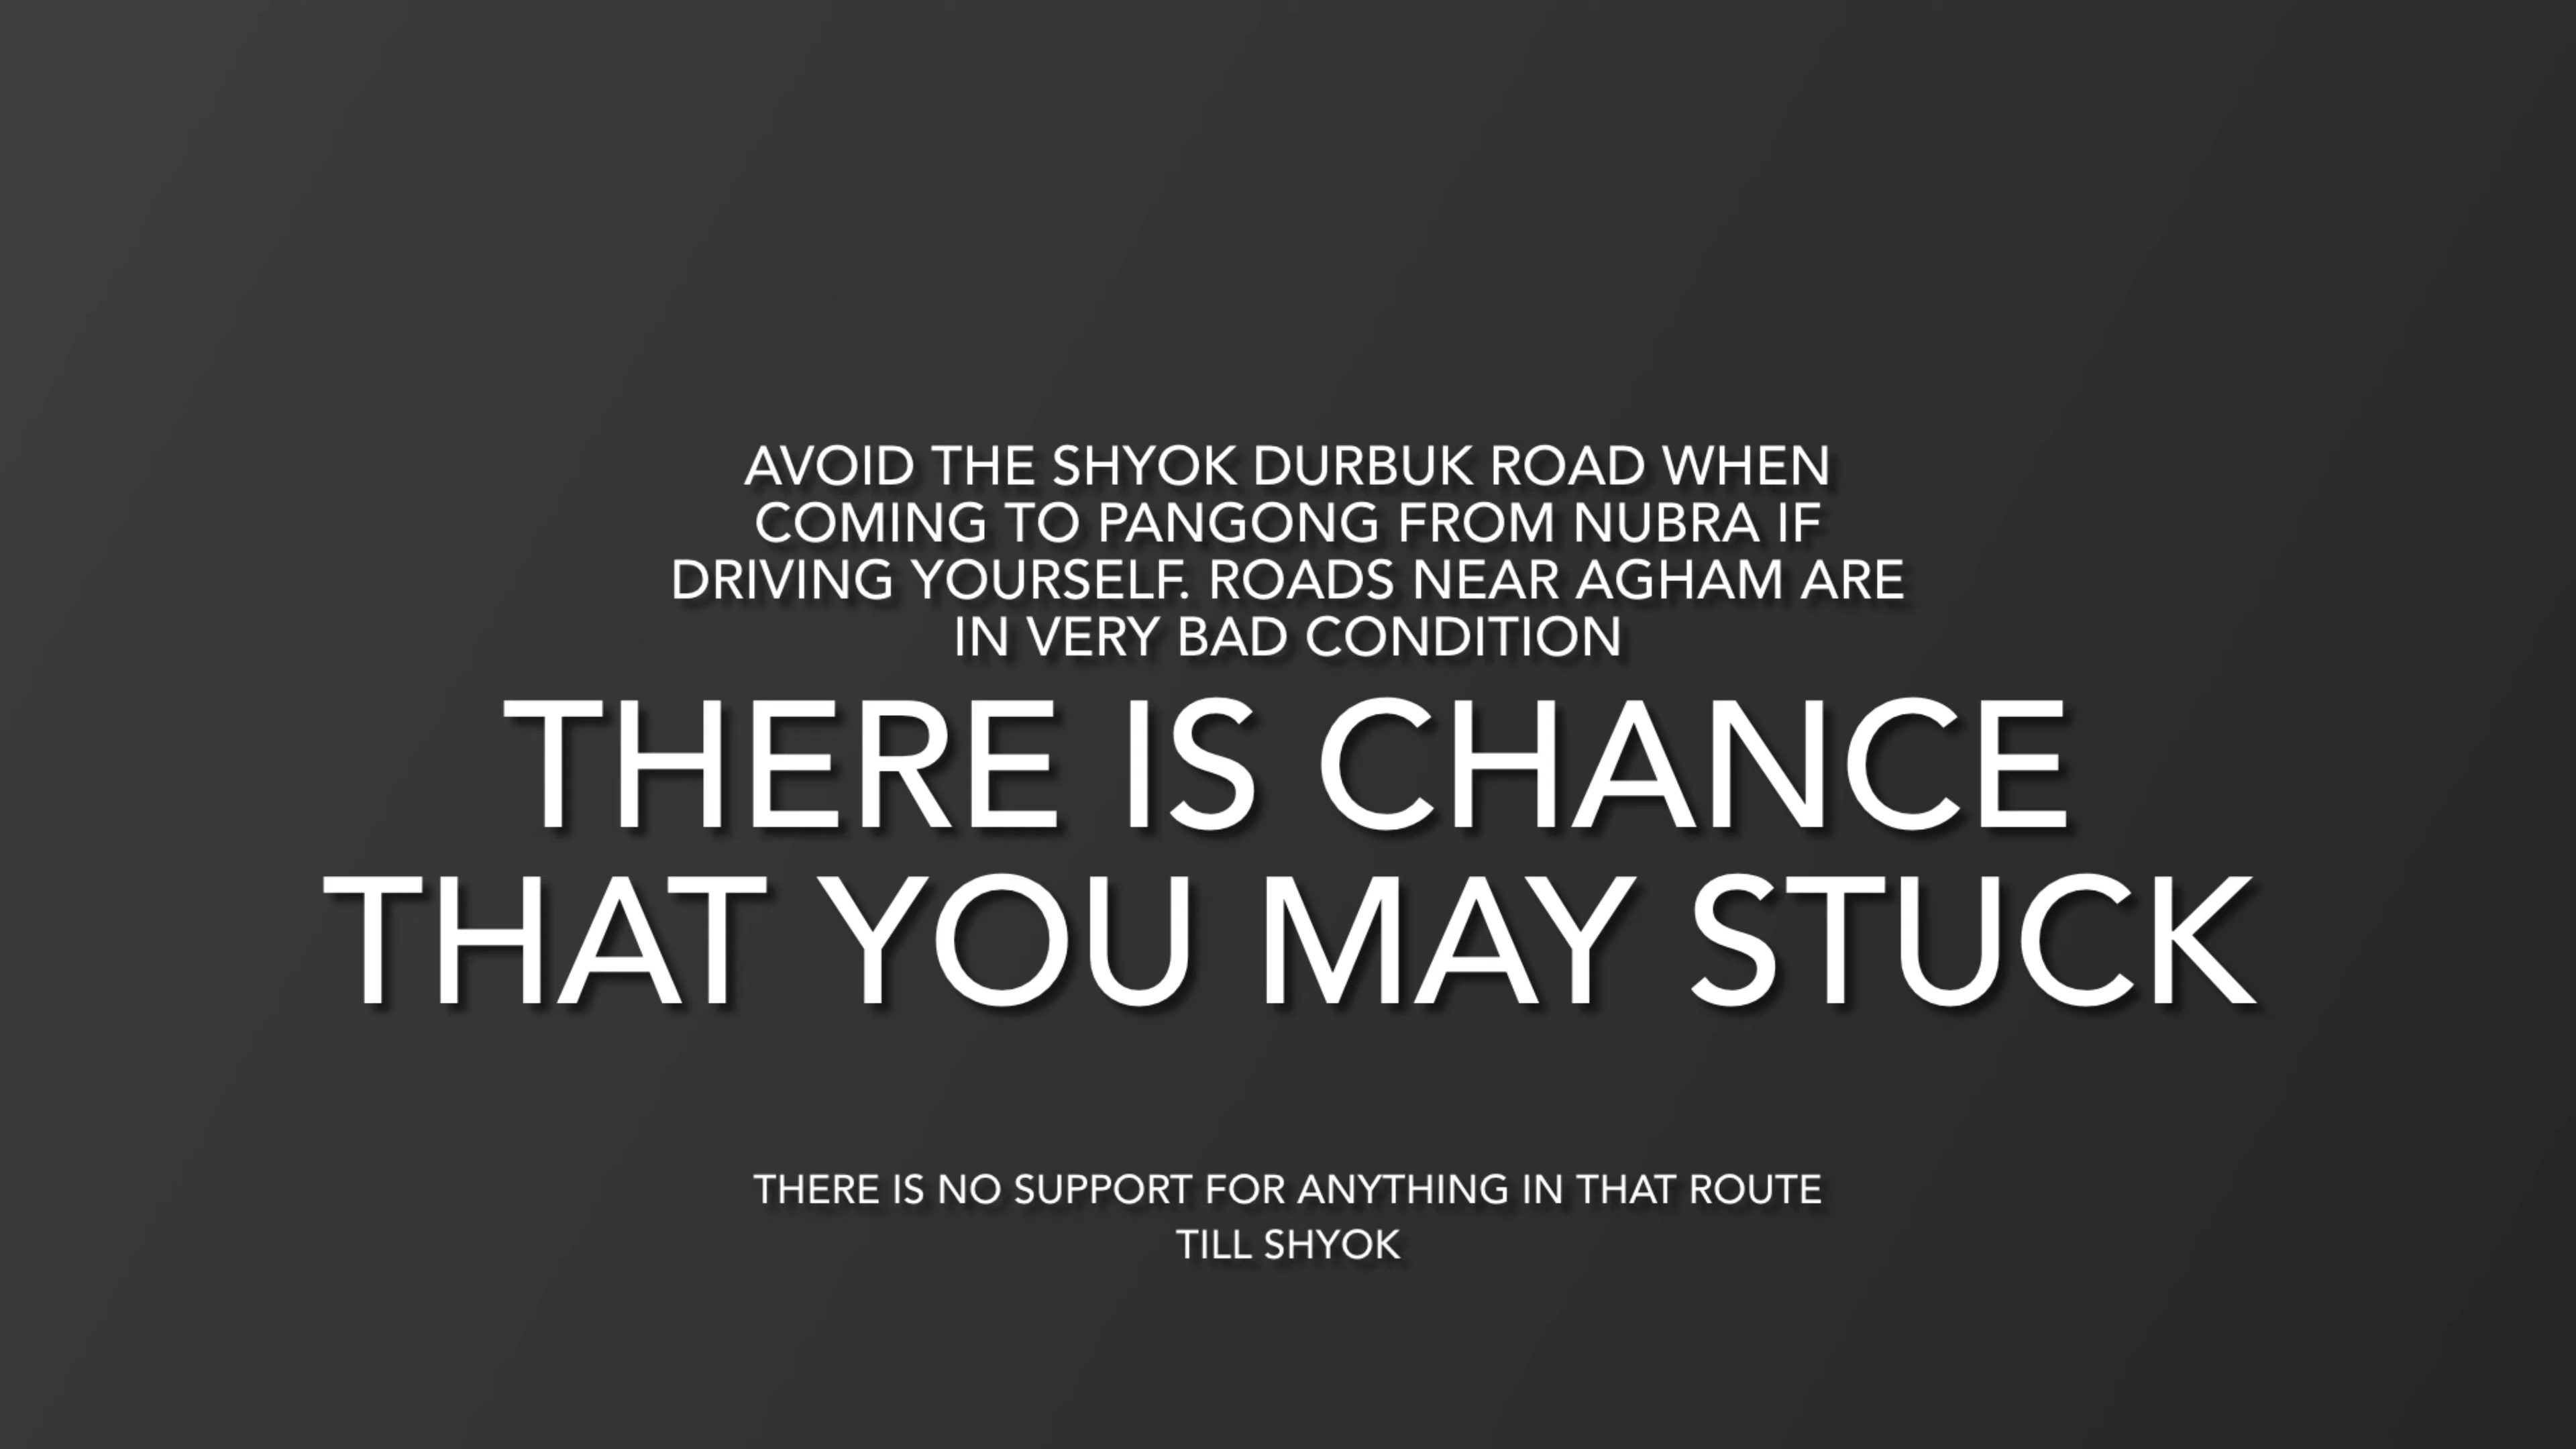 AVOID THE SHYOK DURBUK ROAD WHEN
COMING TO PANGONG FROM NUBRA IF
DRIVING YOURSELF. ROADS NEAR AGHAM ARE
IN VERY BAD CONDITION
THERE IS CHANCE
THAT YOU MAY STUCK
THERE IS NO SUPPORT FOR ANYTHING IN THAT ROUTE
TILL SHYOK